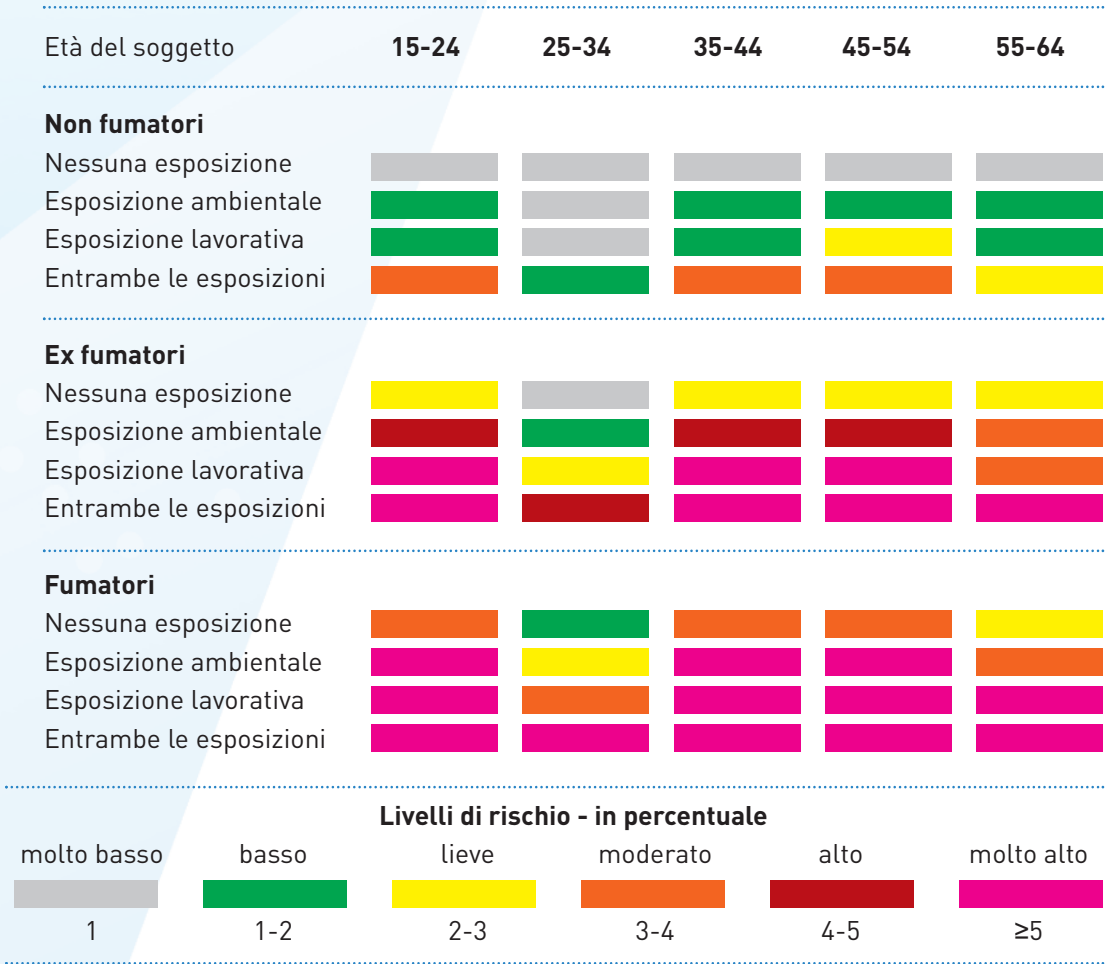 Età del soggetto 15-24 25-34 35-44 45-54 55-64
Non fumatori
Nessuna esposizione
Esposizione ambientale
Esposizione lavorativa
Entrambe le esposizioni
Ex fumatori
Nessuna esposizione
Esposizione ambientale
Esposizione lavorativa
Entrambe le esposizioni
Fumatori
Nessuna esposizione
Esposizione ambientale
Esposizione lavorativa
Entrambe le esposizioni
Livelli di rischio - in percentuale
molto basso basso lieve moderato alto molto alto
1 1-2 2-3 3-4 4-5 ≥5